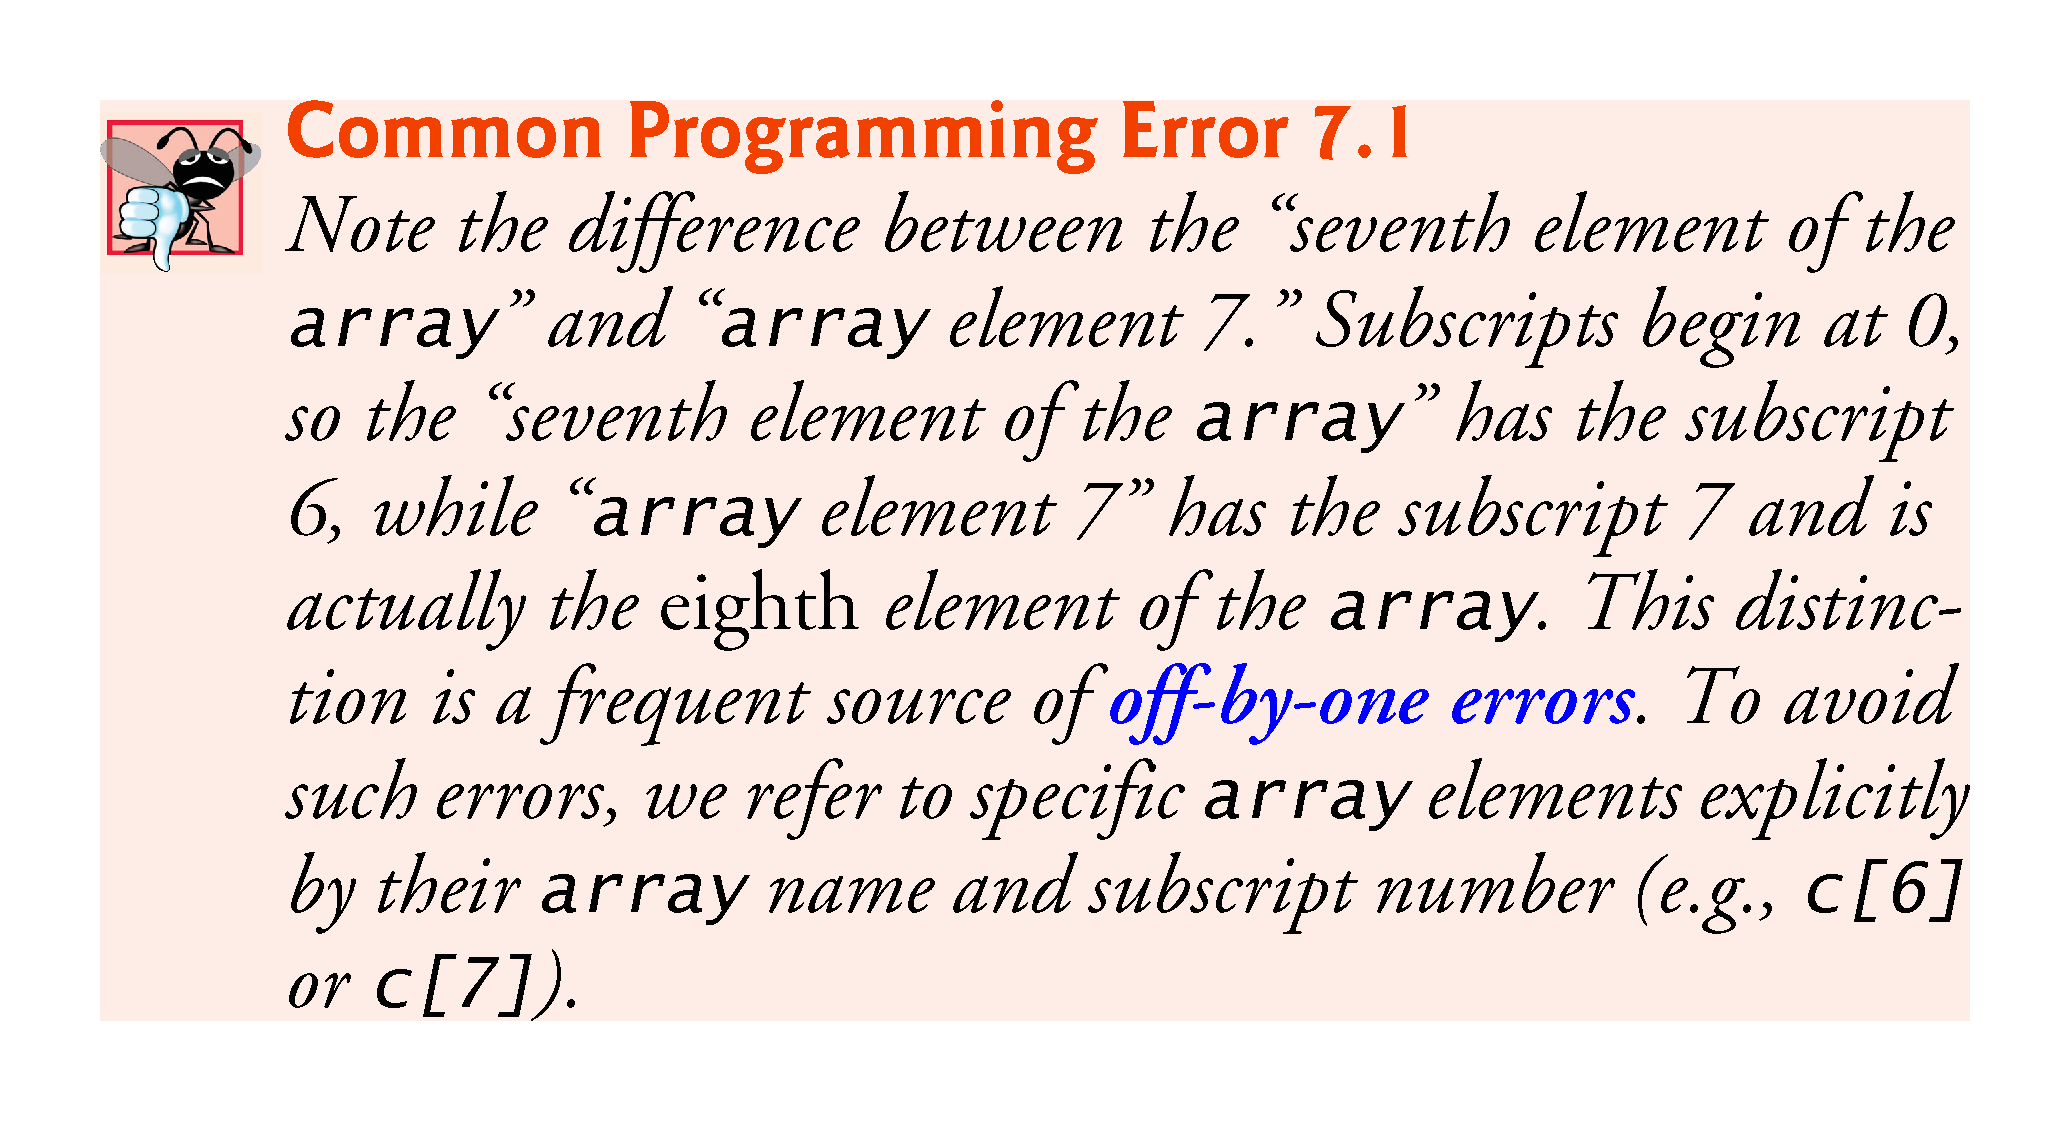 Common Programming Error 7.1
Note the difference between the “seventh element of the
array” and “array element 7.” Subscripts begin at 0,
so the “seventh element of the array” has the subscript
6, while “array element 7” has the subscript 7 and is
actually the eighth element of the array. This distinc-
tion is a frequent source of off-by-one errors. To avoid
such errors, we refer to specific array elements explicitly
by their array name and subscript number (e.g., c[6]
or c[7]).